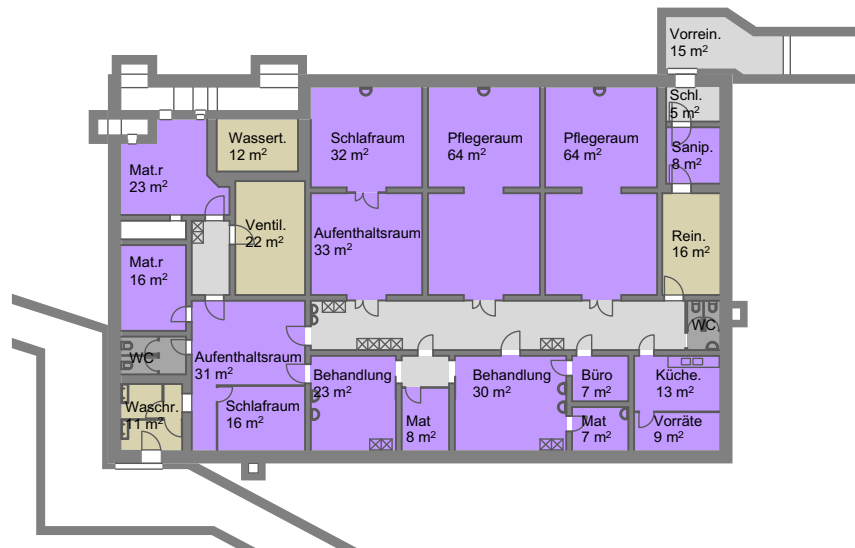 Vorrein.
15 m²
Schl.
5 m²
Wassert.
12 m²
Schlafraum
32 m²
Pflegeraum
64 m²
Pflegeraum
64 m²
Sanip.
8 m²
Mat.r
23 m²
Ventil.
22 m²
Aufenthaltsraum
33 m²
Rein.
16 m²
Mat.r
16 m²
WC
WC
Aufenthaltsraum
31 m²
Behandlung
23 m²
Behandlung
30 m²
Büro
7 m²
Küche.
13 m²
Waschr.
11 m²
Schlafraum
16 m²
Mat
8 m²
Mat
7 m²
Vorräte
9 m²